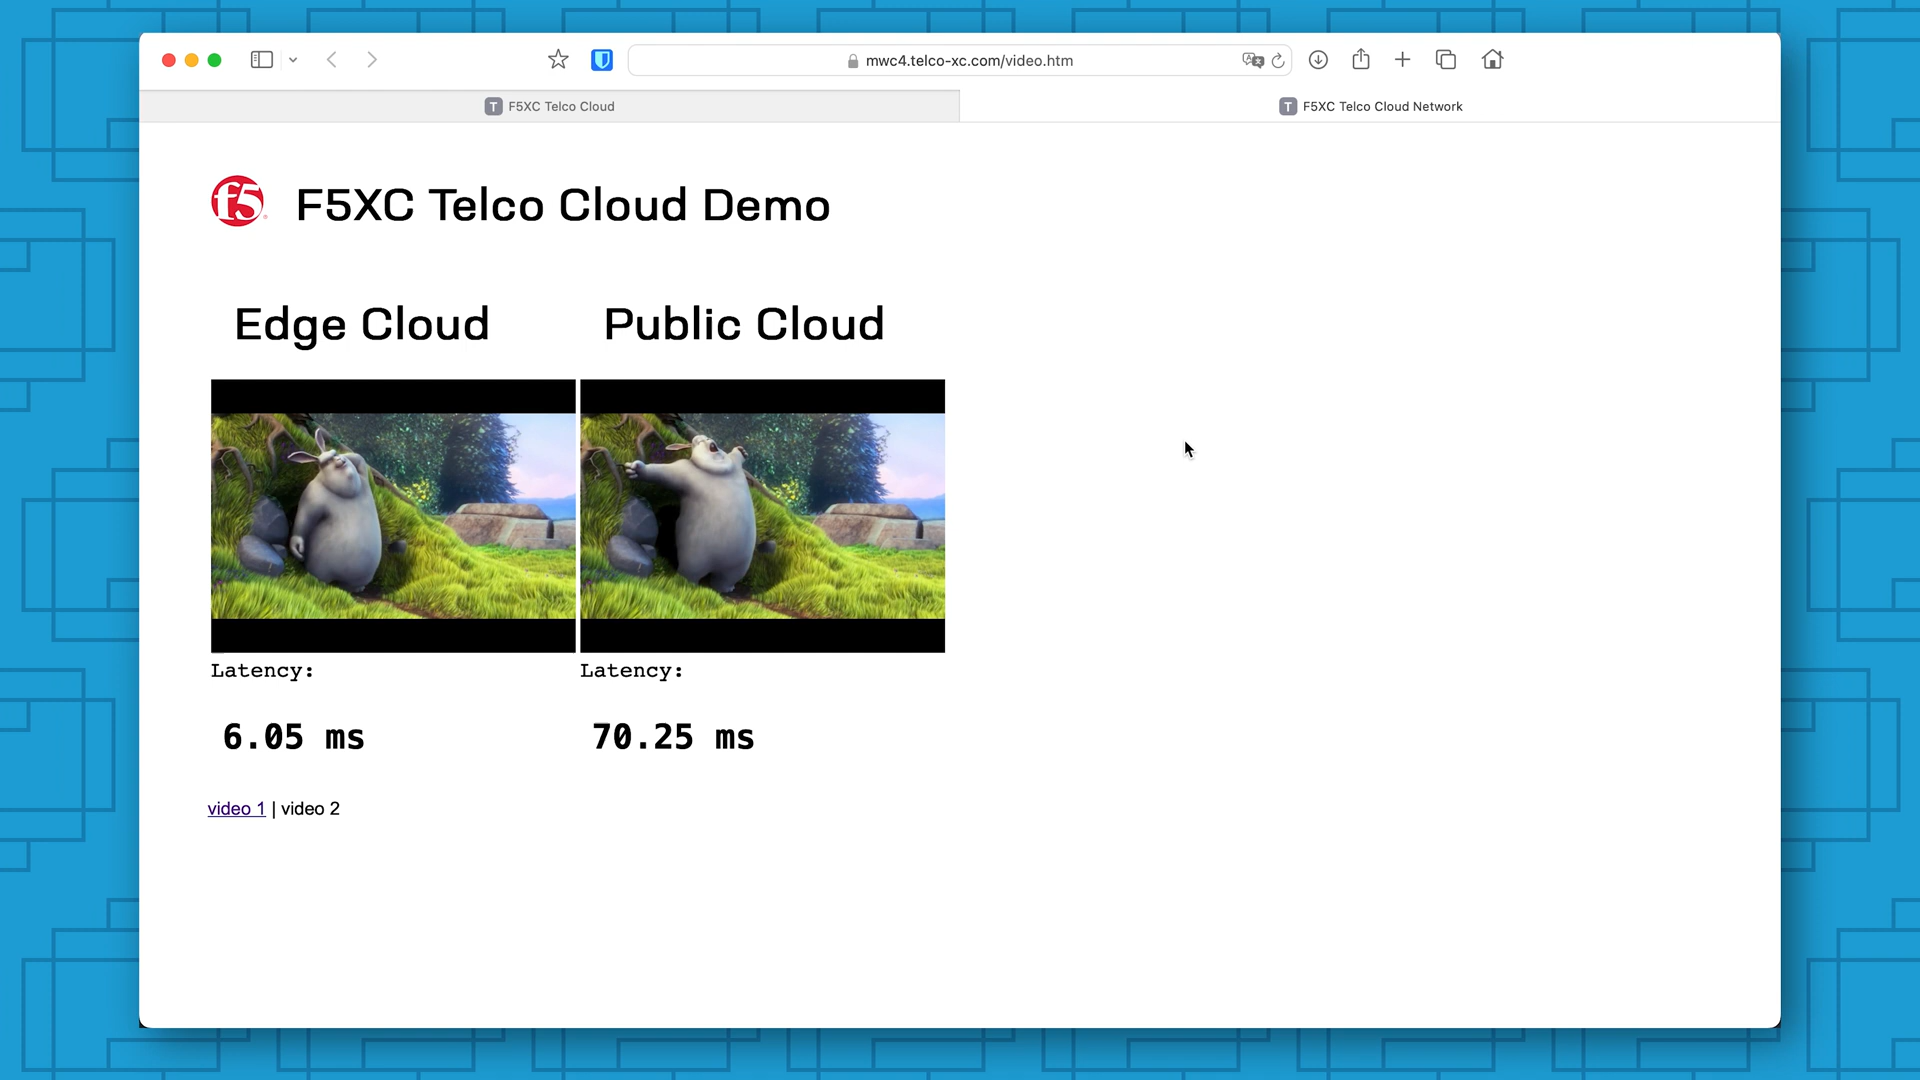 mwc4.telco-xc.com/video.htm
T F5XC Telco Cloud
T F5XC Telco Cloud Network
f5 F5XC Telco Cloud Demo
Edge Cloud
Public Cloud
Latency:
Latency:
6.05 ms
70.25 ms
video 1 | video 2